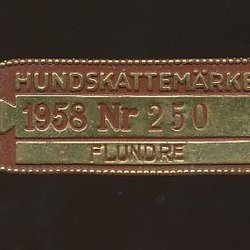 HUNDSKATTEMÄRKE
1958 Nr 250
FLUNDRE